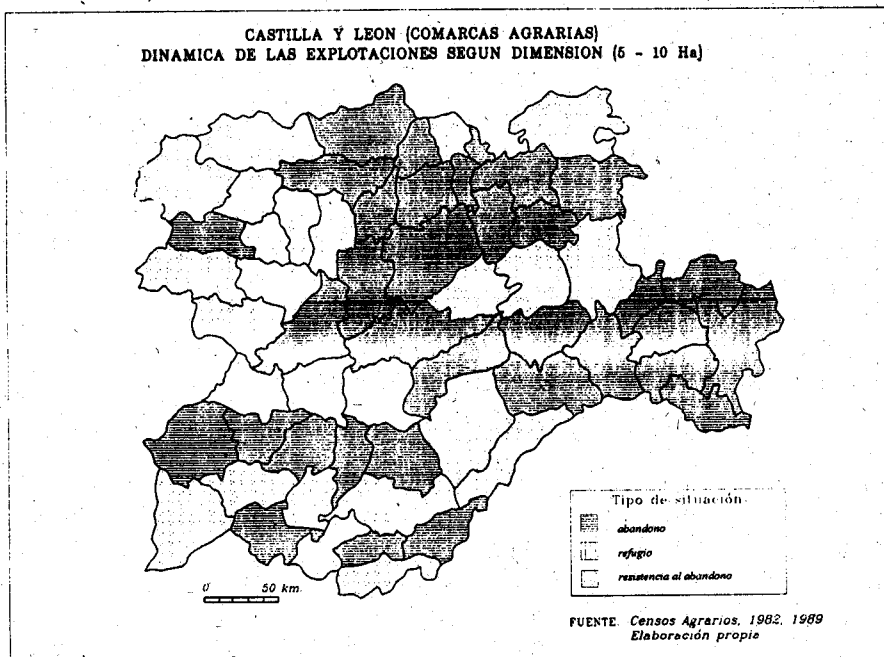 CASTILLA Y LEON (COMARCAS AGRARIAS)
DINAMICA DE LAS EXPLOTACIONES SEGUN DIMENSION (5 - 10 Ha)
Tipo de situación
abandono
refugio
resistencia al abandono
0 50 km
FUENTE. Censos Agrarios, 1982, 1989
Elaboración propia